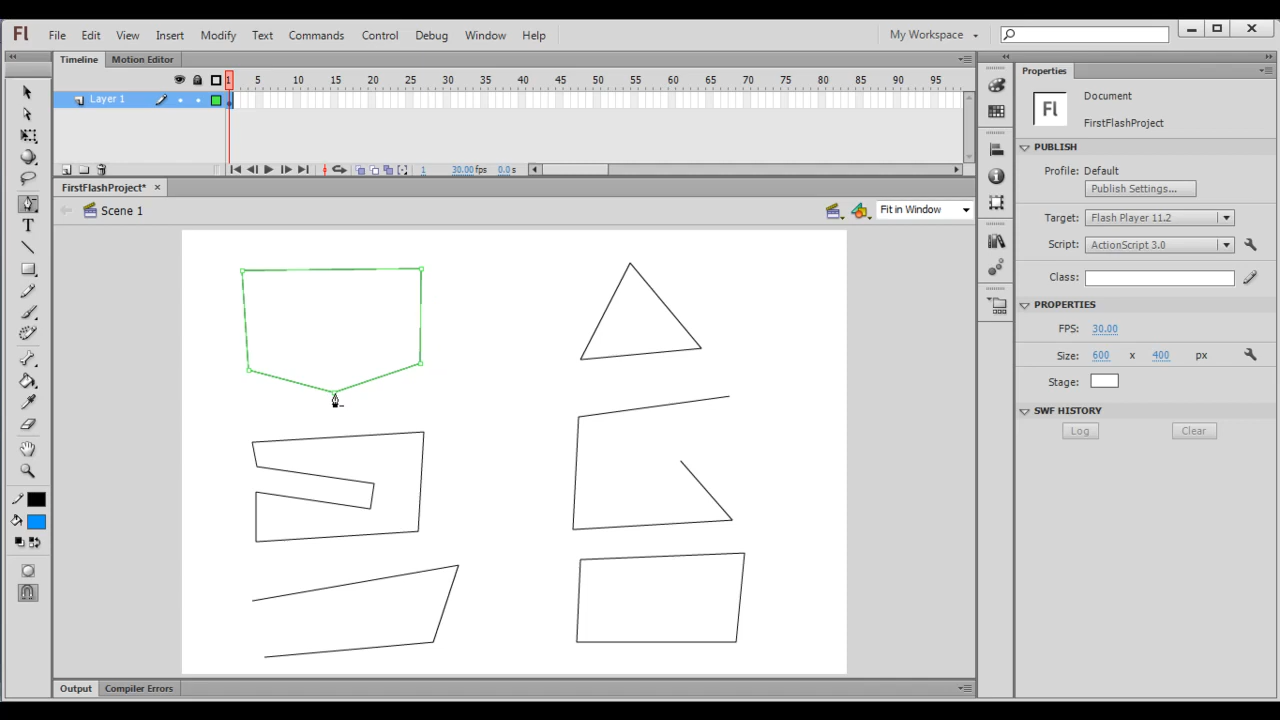 Fl File Edit View Insert Modify Text Commands Control Debug Window Help My Workspace
Timeline Motion Editor
1 5 10 15 20 25 30 35 40 45 50 55 60 65 70 75 80 85 90 95
Layer 1
1 30.00 fps 0.0 s
FirstFlashProject*
Scene 1 Fit in Window
T
Output Compiler Errors
Properties
Fl
Document
FirstFlashProject
PUBLISH
Profile: Default
Publish Settings...
Target: Flash Player 11.2
Script: ActionScript 3.0
Class:
PROPERTIES
FPS: 30.00
Size: 600 x 400 px
Stage:
SWF HISTORY
Log Clear